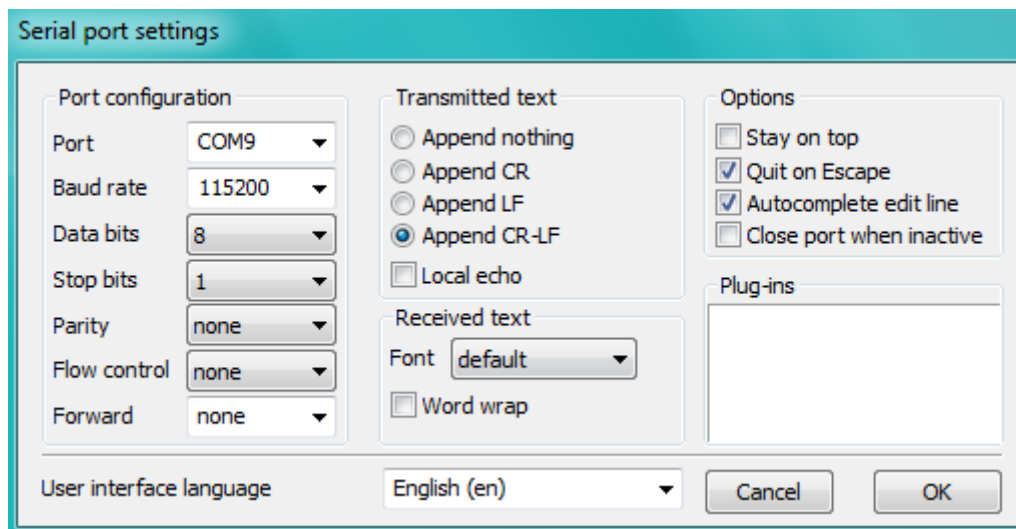 Serial port settings
Port configuration
Port COM9
Baud rate 115200
Data bits 8
Stop bits 1
Parity none
Flow control none
Forward none
Transmitted text
Append nothing
Append CR
Append LF
Append CR-LF
Local echo
Received text
Font default
Word wrap
Options
Stay on top
Quit on Escape
Autocomplete edit line
Close port when inactive
Plug-ins
User interface language English (en)
Cancel OK